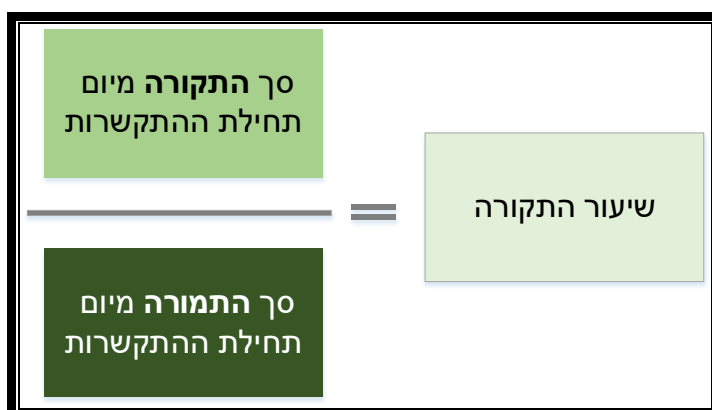 שיעור התקורה
=
סך התקורה מיום
תחילת ההתקשרות
סך התמורה מיום
תחילת ההתקשרות